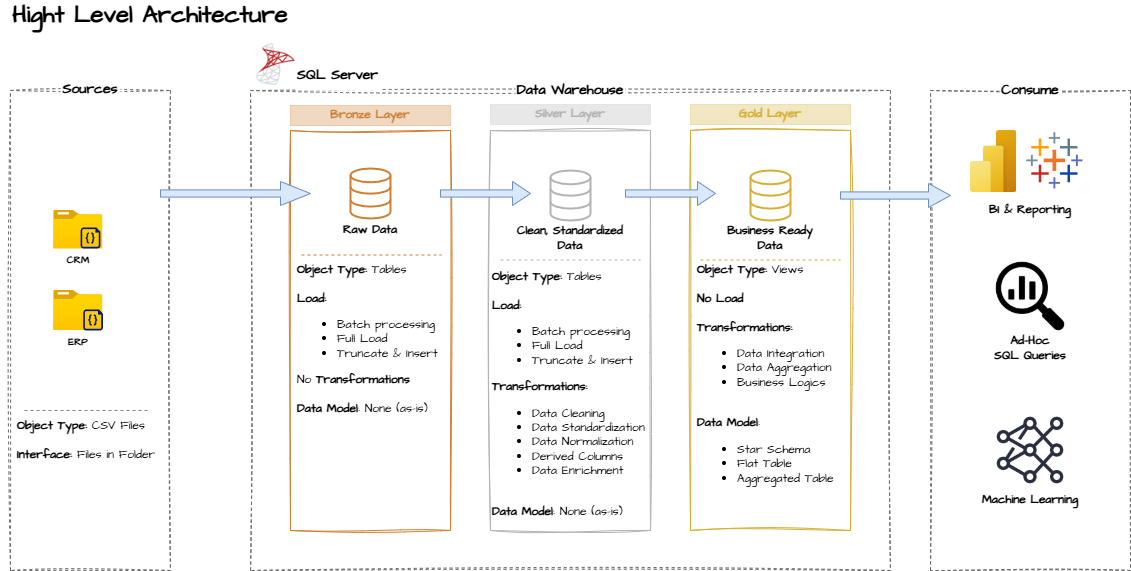 Hight Level Architecture
SQL Server
Sources
CRM
ERP
Object Type: CSV Files
Interface: Files in Folder
Data Warehouse
Bronze Layer
Raw Data
Object Type: Tables
Load:
Batch processing
Full Load
Truncate & Insert
No Transformations
Data Model: None (as-is)
Silver Layer
Clean, Standardized
Data
Object Type: Tables
Load:
Batch processing
Full Load
Truncate & Insert
Transformations:
Data Cleaning
Data Standardization
Data Normalization
Derived Columns
Data Enrichment
Data Model: None (as-is)
Gold Layer
Business Ready
Data
Object Type: Views
No Load
Transformations:
Data Integration
Data Aggregation
Business Logics
Data Model:
Star Schema
Flat Table
Aggregated Table
Consume
BI & Reporting
Ad-Hoc
SQL Queries
Machine Learning